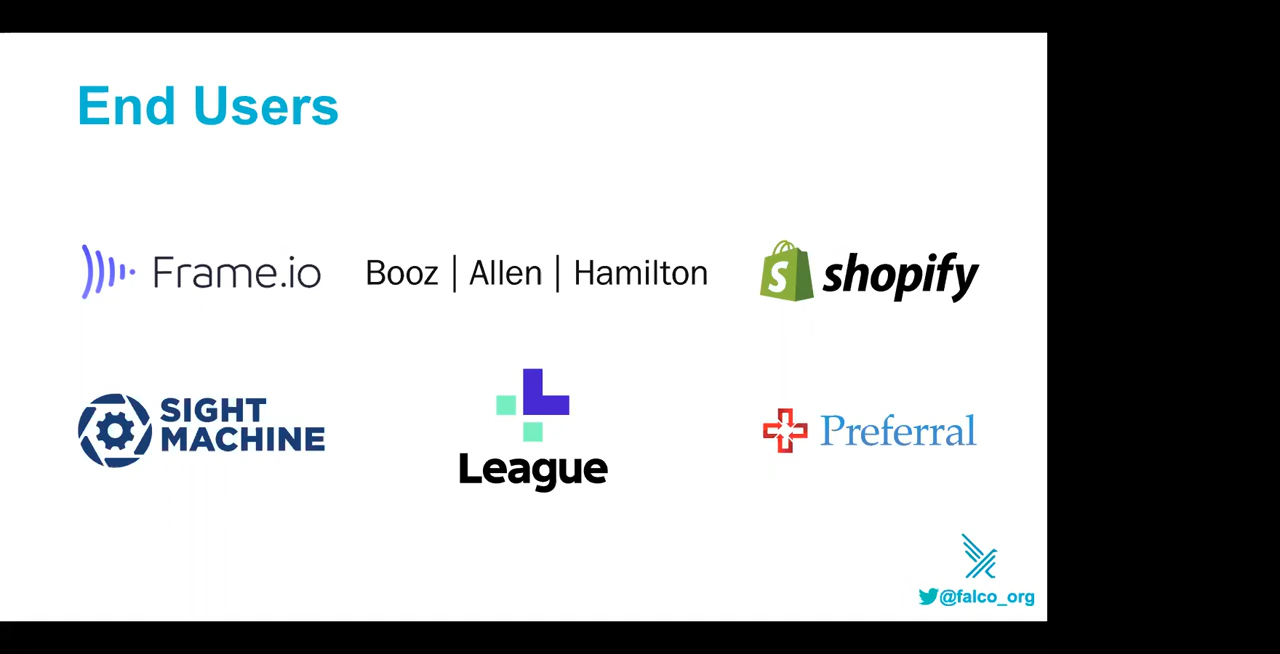 End Users
Frame.io
Booz | Allen | Hamilton
S shopify
SIGHT
MACHINE
League
Preferral
@falco_org